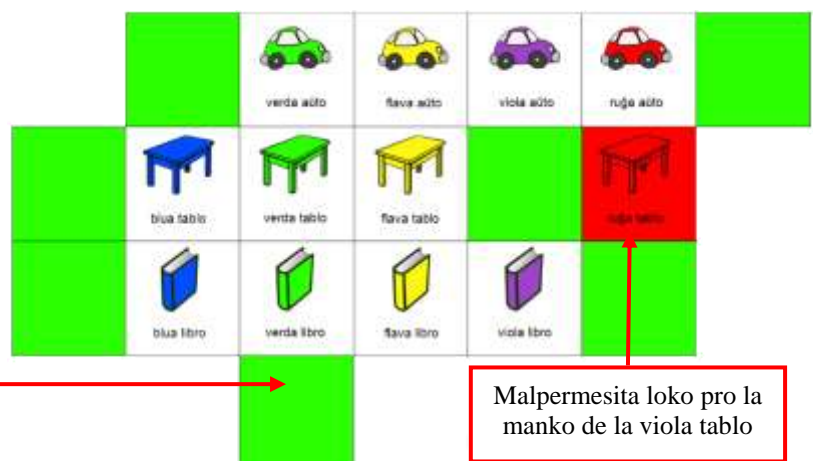 verda aŭto flava aŭto viola aŭto ruĝa aŭto
blua tablo verda tablo flava tablo ruĝa tablo
blua libro verda libro flava libro viola libro
Malpermesita loko pro la
manko de la viola tablo